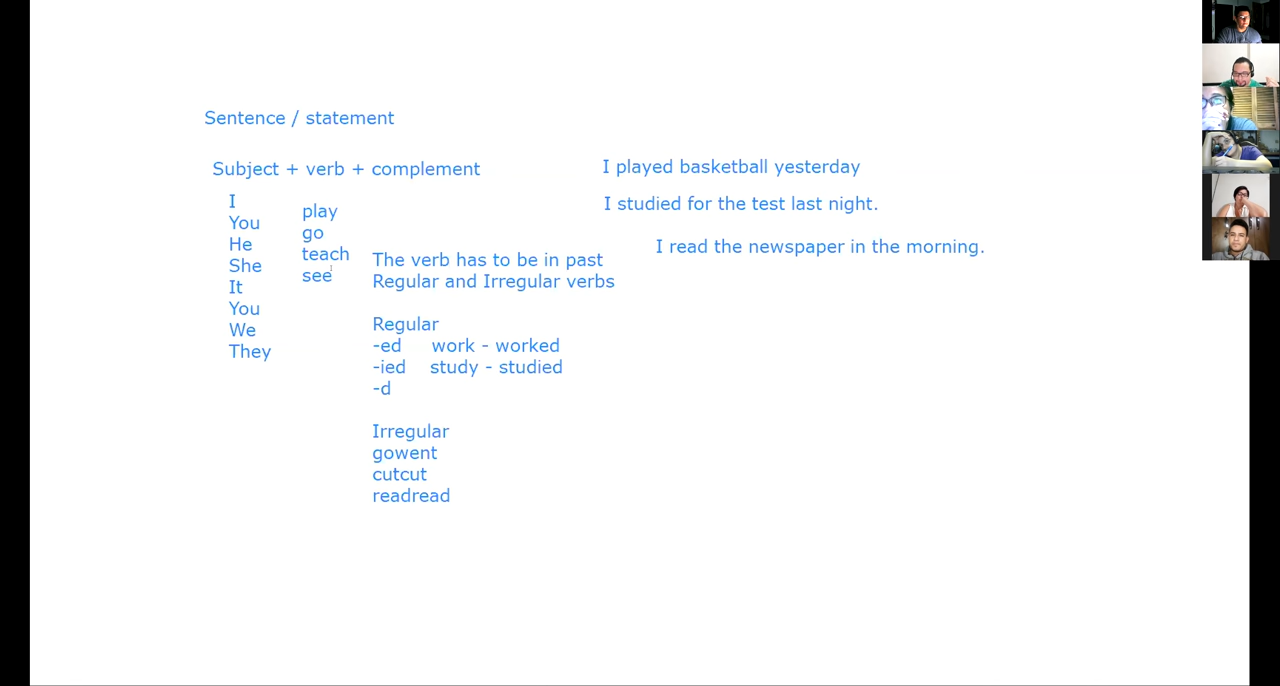 Sentence / statement
Subject + verb + complement
I
You
He
She
It
You
We
They
play
go
teach
see
The verb has to be in past
Regular and Irregular verbs
Regular
-ed work - worked
-ied study - studied
-d
Irregular
gowent
cutcut
readread
I played basketball yesterday
I studied for the test last night.
I read the newspaper in the morning.